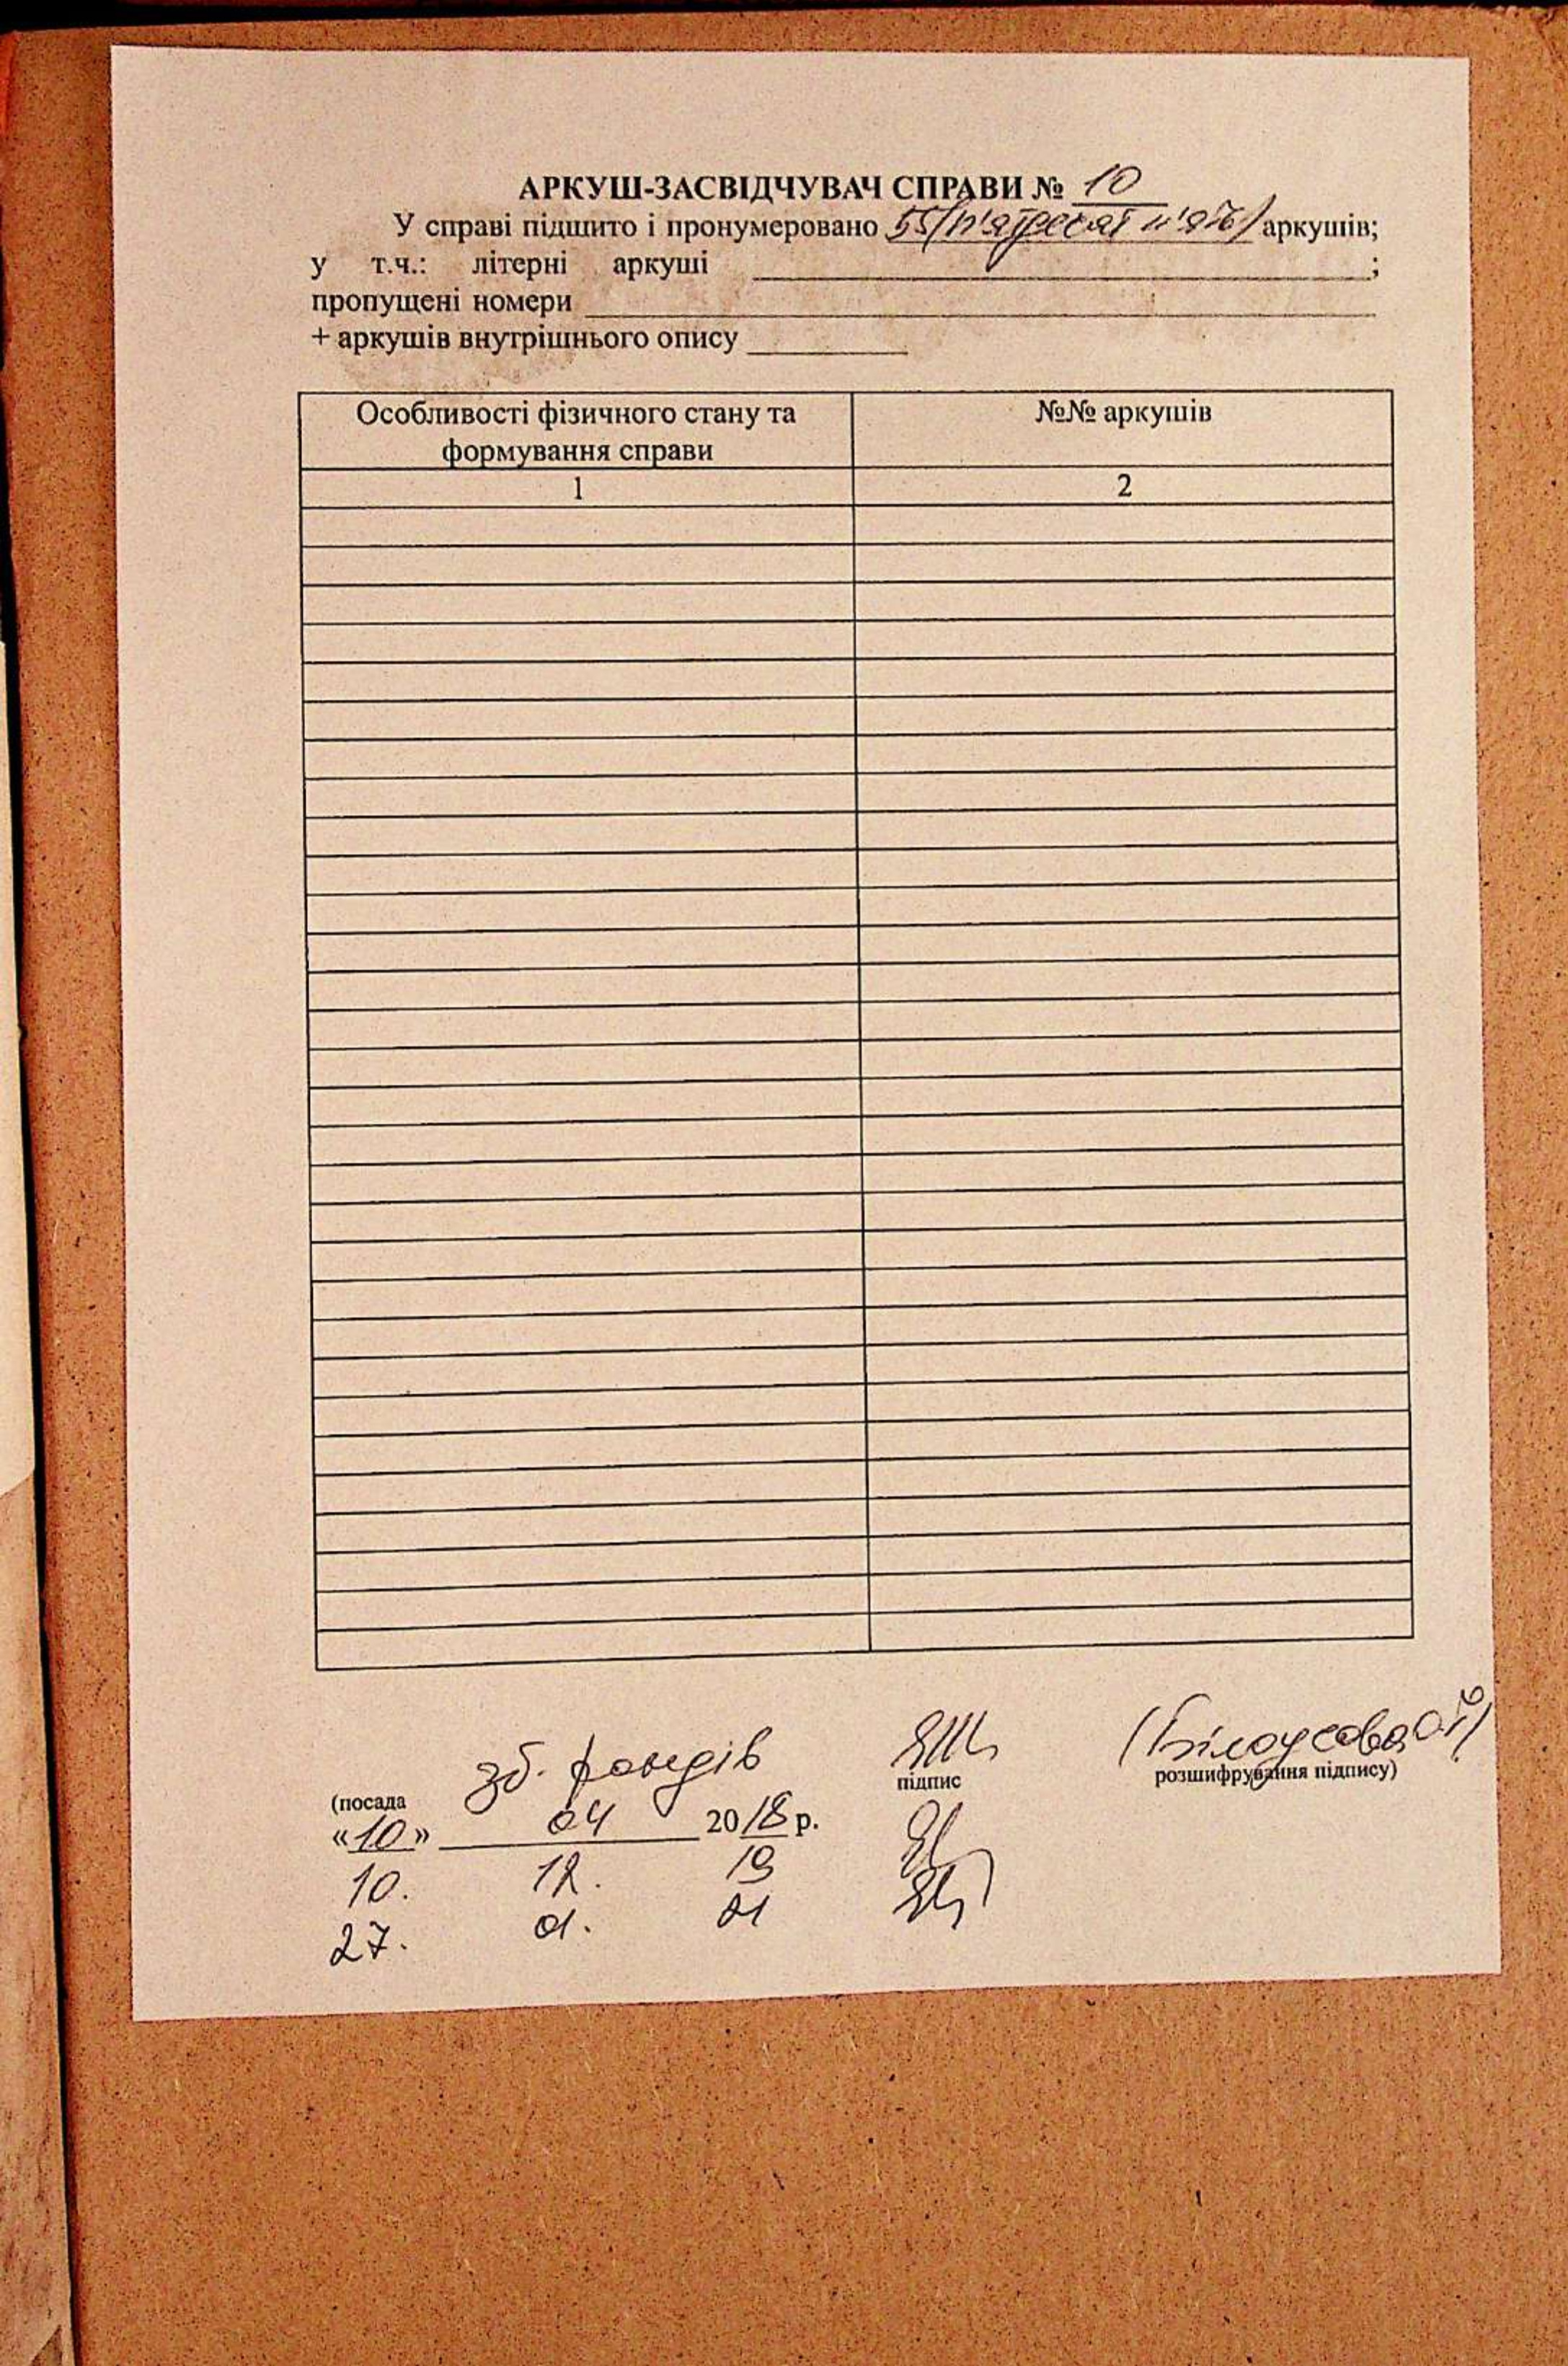 АРКУШ-ЗАСВІДЧУВАЧ СПРАВИ № 10
У справі підшито і пронумеровано 55/п'ятдесят п'ять/ аркушів;
у т.ч.: літерні аркуші ;
пропущені номери
+ аркушів внутрішнього опису
Особливості фізичного стану та формування справи №№ аркушів
1 2
зб. фондів (Білоусова
(посада підпис розшифрування підпису)
«10» 04 2018 р.
10. 12. 19
27. 01. 21